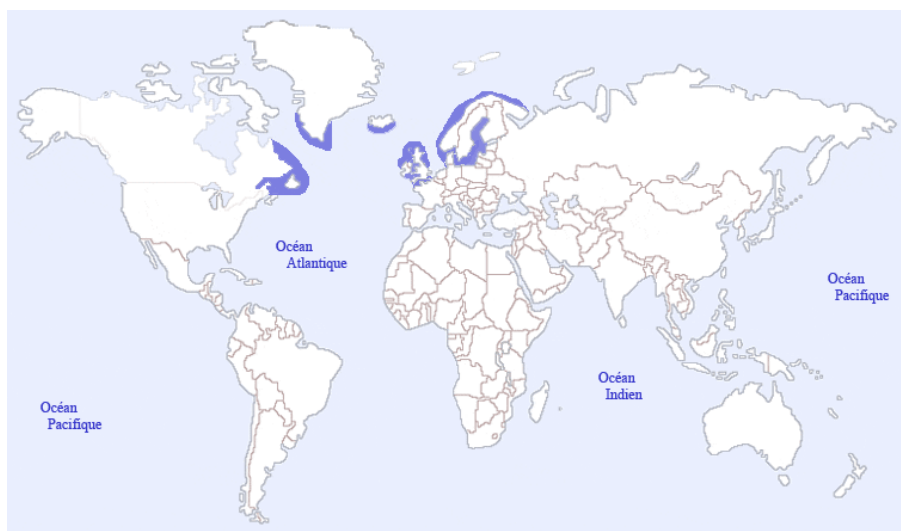 Océan
Atlantique
Océan
Pacifique
Océan
Indien
Océan
Pacifique